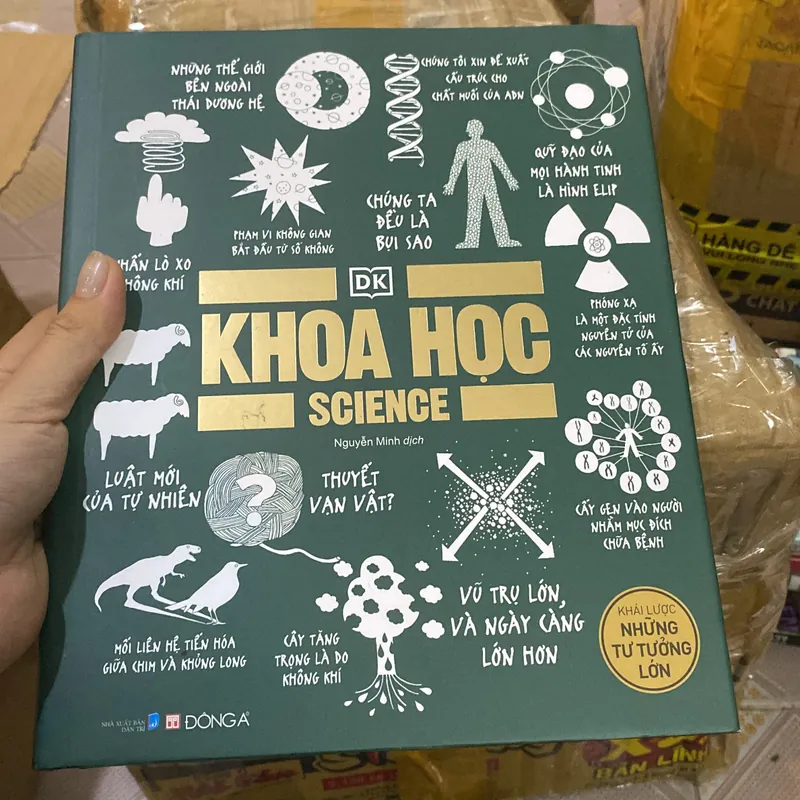 NHỮNG THẾ GIỚI
BÊN NGOÀI
THÁI DƯƠNG HỆ
CHÚNG TÔI XIN ĐỀ XUẤT
CẤU TRÚC CHO
CHẤT MUỐI CỦA ADN
QUỸ ĐẠO CỦA
MỌI HÀNH TINH
LÀ HÌNH ELIP
PHẠM VI KHÔNG GIAN
BẮT ĐẦU TỪ SỐ KHÔNG
CHÚNG TA
ĐỀU LÀ
BỤI SAO
NHẤN LÒ XO
KHÔNG KHÍ
PHÓNG XẠ
LÀ MỘT ĐẶC TÍNH
NGUYÊN TỬ CỦA
CÁC NGUYÊN TỐ ẤY
DK
KHOA HỌC
SCIENCE
Nguyễn Minh dịch
LUẬT MỚI
CỦA TỰ NHIÊN
?
THUYẾT
VẠN VẬT?
CẤY GEN VÀO NGƯỜI
NHẰM MỤC ĐÍCH
CHỮA BỆNH
MỐI LIÊN HỆ TIẾN HÓA
GIỮA CHIM VÀ KHỦNG LONG
CÂY TĂNG
TRỌNG LÀ DO
KHÔNG KHÍ
VŨ TRỤ LỚN,
VÀ NGÀY CÀNG
LỚN HƠN
KHÁI LƯỢC
NHỮNG
TƯ TƯỞNG
LỚN
NHÀ XUẤT BẢN
DÂN TRÍ
ĐÔNG A
HÀNG DỄ
BẢN LĨNH